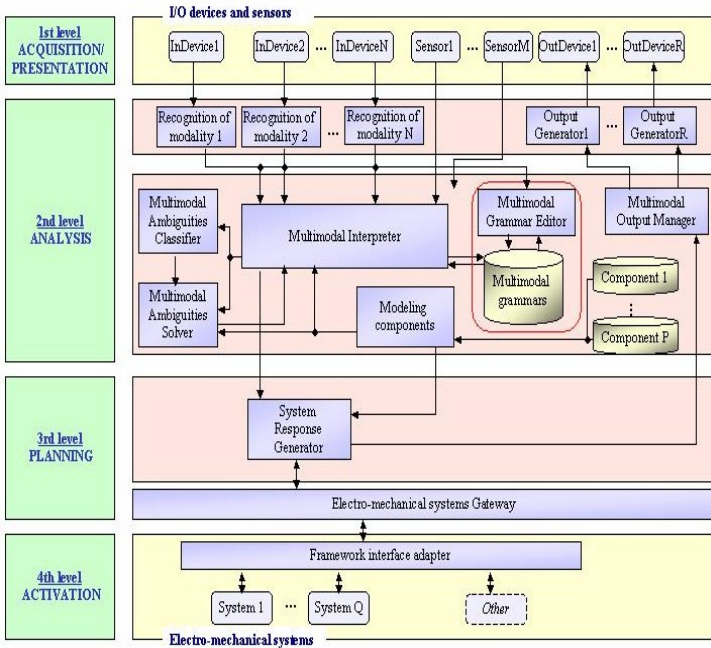 I/O devices and sensors
1st level
ACQUISITION/
PRESENTATION
InDevice1
InDevice2
...
InDeviceN
Sensor1
...
SensorM
OutDevice1
...
OutDeviceR
Recognition of
modality 1
Recognition of
modality 2
...
Recognition of
modality N
Output
Generator1
...
Output
GeneratorR
2nd level
ANALYSIS
Multimodal
Ambiguities
Classifier
Multimodal Interpreter
Multimodal
Grammar Editor
Multimodal
Output Manager
Multimodal
Ambiguities
Solver
Modeling
components
Multimodal
grammars
Component 1
Component P
3rd level
PLANNING
System
Response
Generator
Electro-mechanical systems Gateway
4th level
ACTIVATION
Framework interface adapter
System 1
...
System Q
Other
Electro-mechanical systems